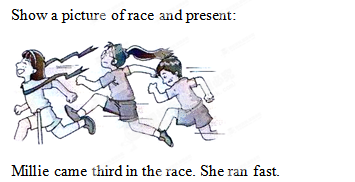 Show a picture of race and present:
Millie came third in the race. She ran fast.